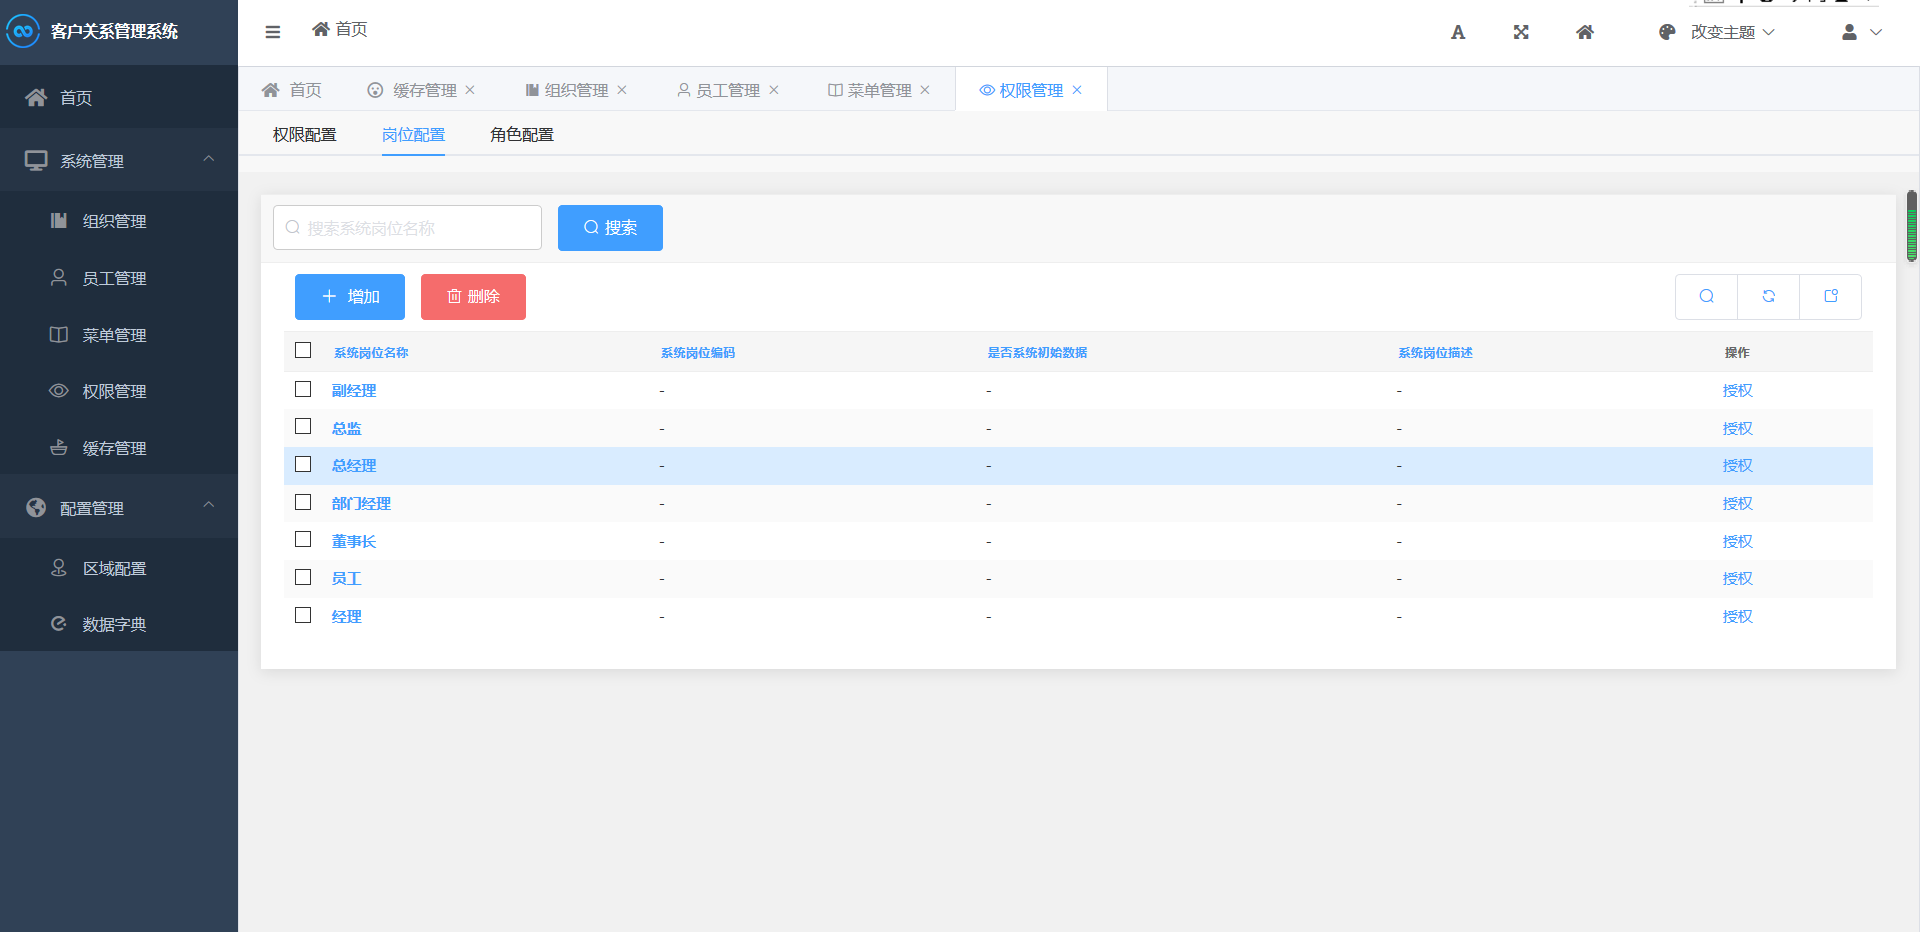 客户关系管理系统
首页
改变主题
首页
系统管理
组织管理
员工管理
菜单管理
权限管理
缓存管理
配置管理
区域配置
数据字典
首页 缓存管理 组织管理 员工管理 菜单管理 权限管理
权限配置 岗位配置 角色配置
搜索系统岗位名称 搜索
增加 删除
系统岗位名称 系统岗位编码 是否系统初始数据 系统岗位描述 操作
副经理 - - - 授权
总监 - - - 授权
总经理 - - - 授权
部门经理 - - - 授权
董事长 - - - 授权
员工 - - - 授权
经理 - - - 授权